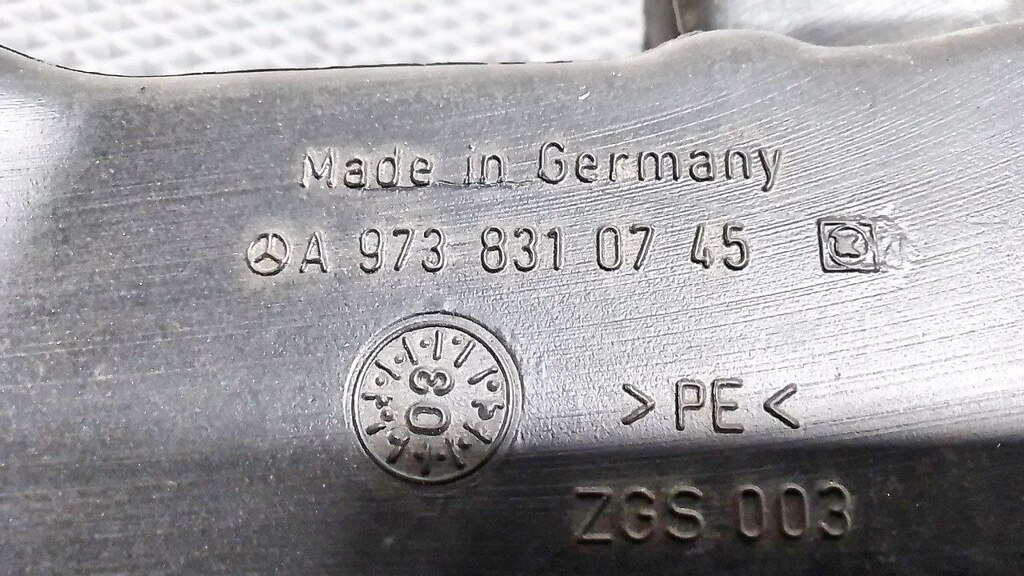 Made in Germany
A 973 831 07 45
03
>PE<
ZGS 003